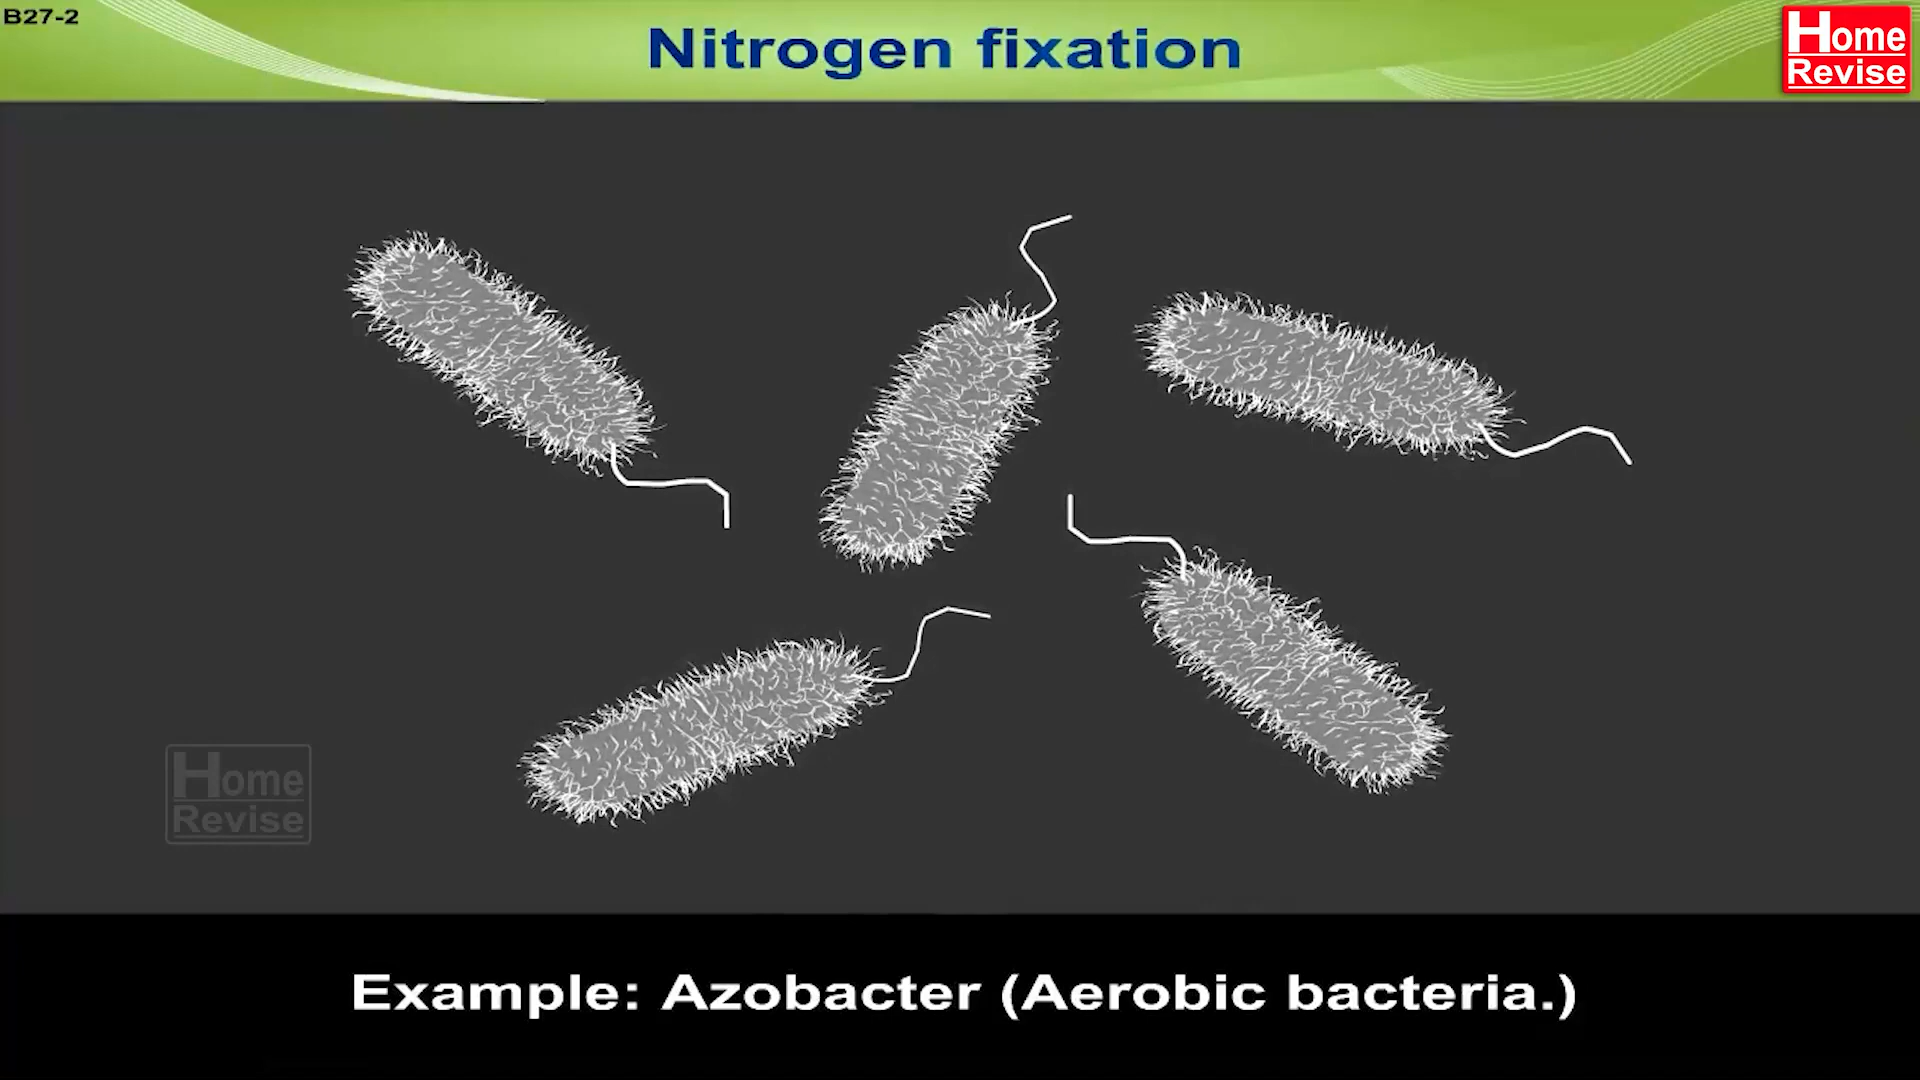 B27-2
Nitrogen fixation
Home
Revise
Home
Revise
Example: Azobacter (Aerobic bacteria.)